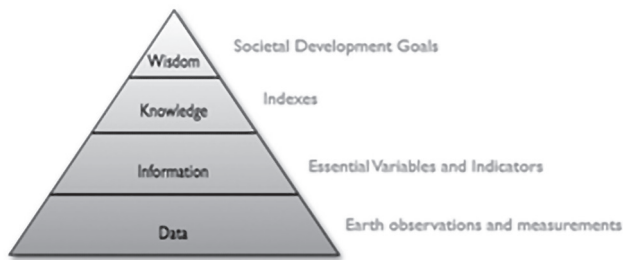 Societal Development Goals
Wisdom
Indexes
Knowledge
Essential Variables and Indicators
Information
Earth observations and measurements
Data